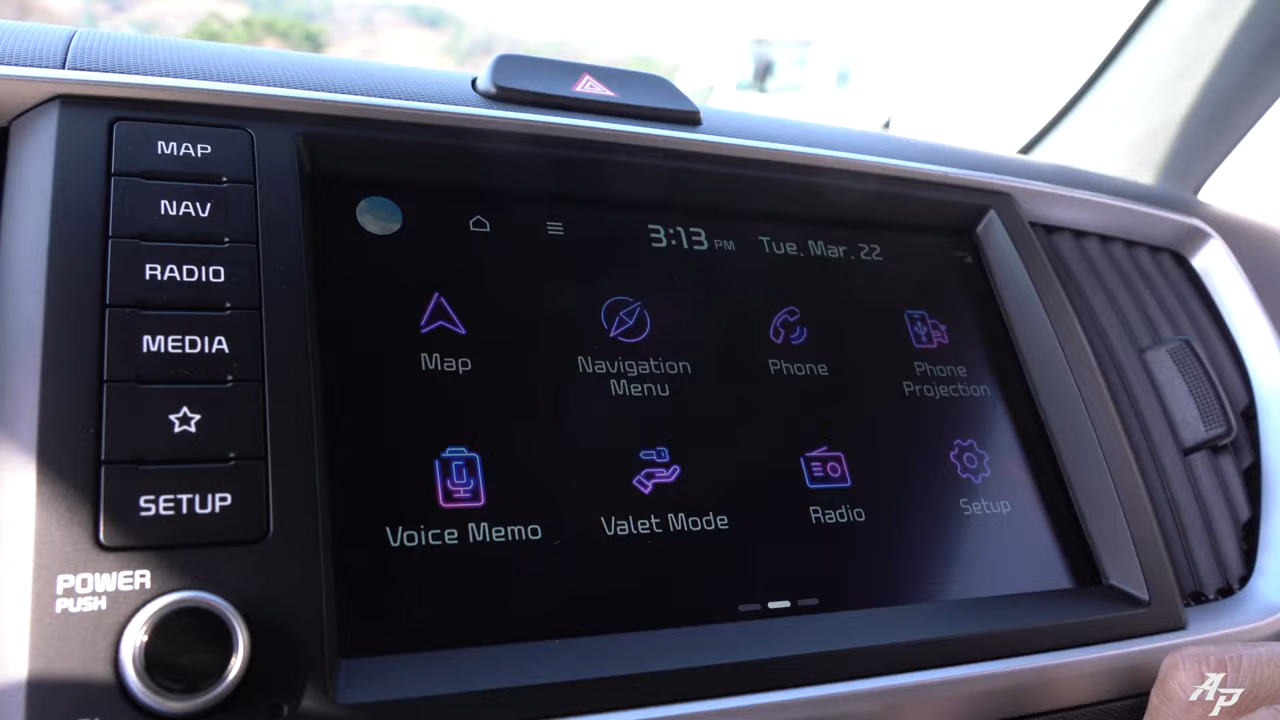 MAP
NAV
RADIO
MEDIA
SETUP
POWER
PUSH
3:13 PM Tue. Mar. 22
Map
Navigation
Menu
Phone
Phone
Projection
Voice Memo
Valet Mode
Radio
Setup
AP